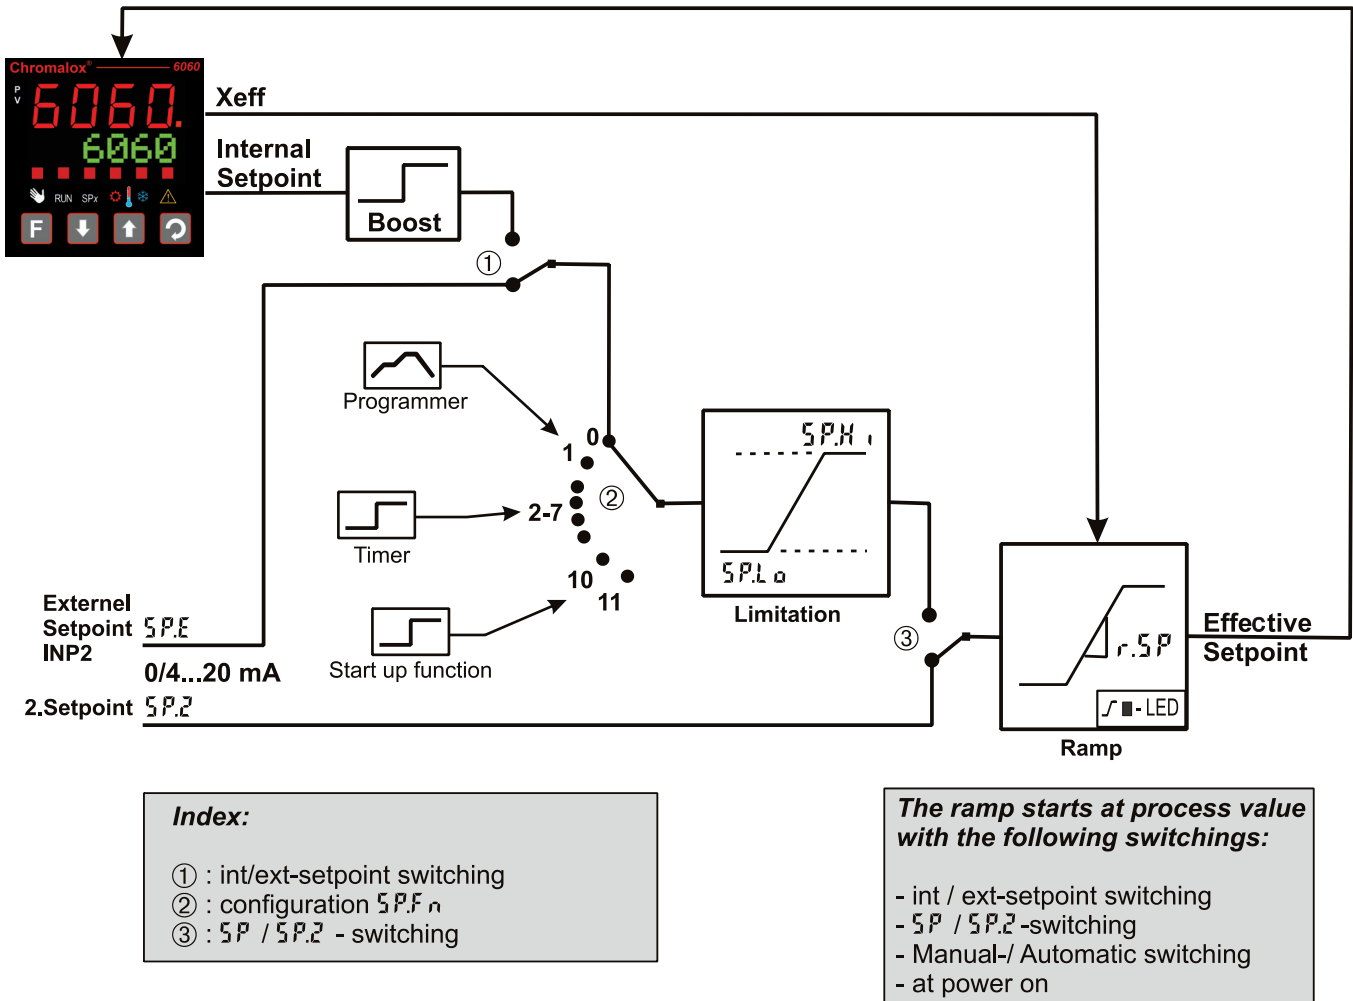 Chromalox® 6060
P
V
6060.
6060
RUN SPx
F
Xeff
Internal
Setpoint
Boost
①
Programmer
0
1
②
2-7
Timer
10
11
Start up function
SP.Hi
SP.Lo
Limitation
Externel
Setpoint SP.E
INP2
0/4...20 mA
2.Setpoint SP.2
③
r.SP
- LED
Ramp
Effective
Setpoint
Index:
① : int/ext-setpoint switching
② : configuration SP.Fn
③ : SP / SP.2 - switching
The ramp starts at process value
with the following switchings:
- int / ext-setpoint switching
- SP / SP.2 -switching
- Manual-/ Automatic switching
- at power on